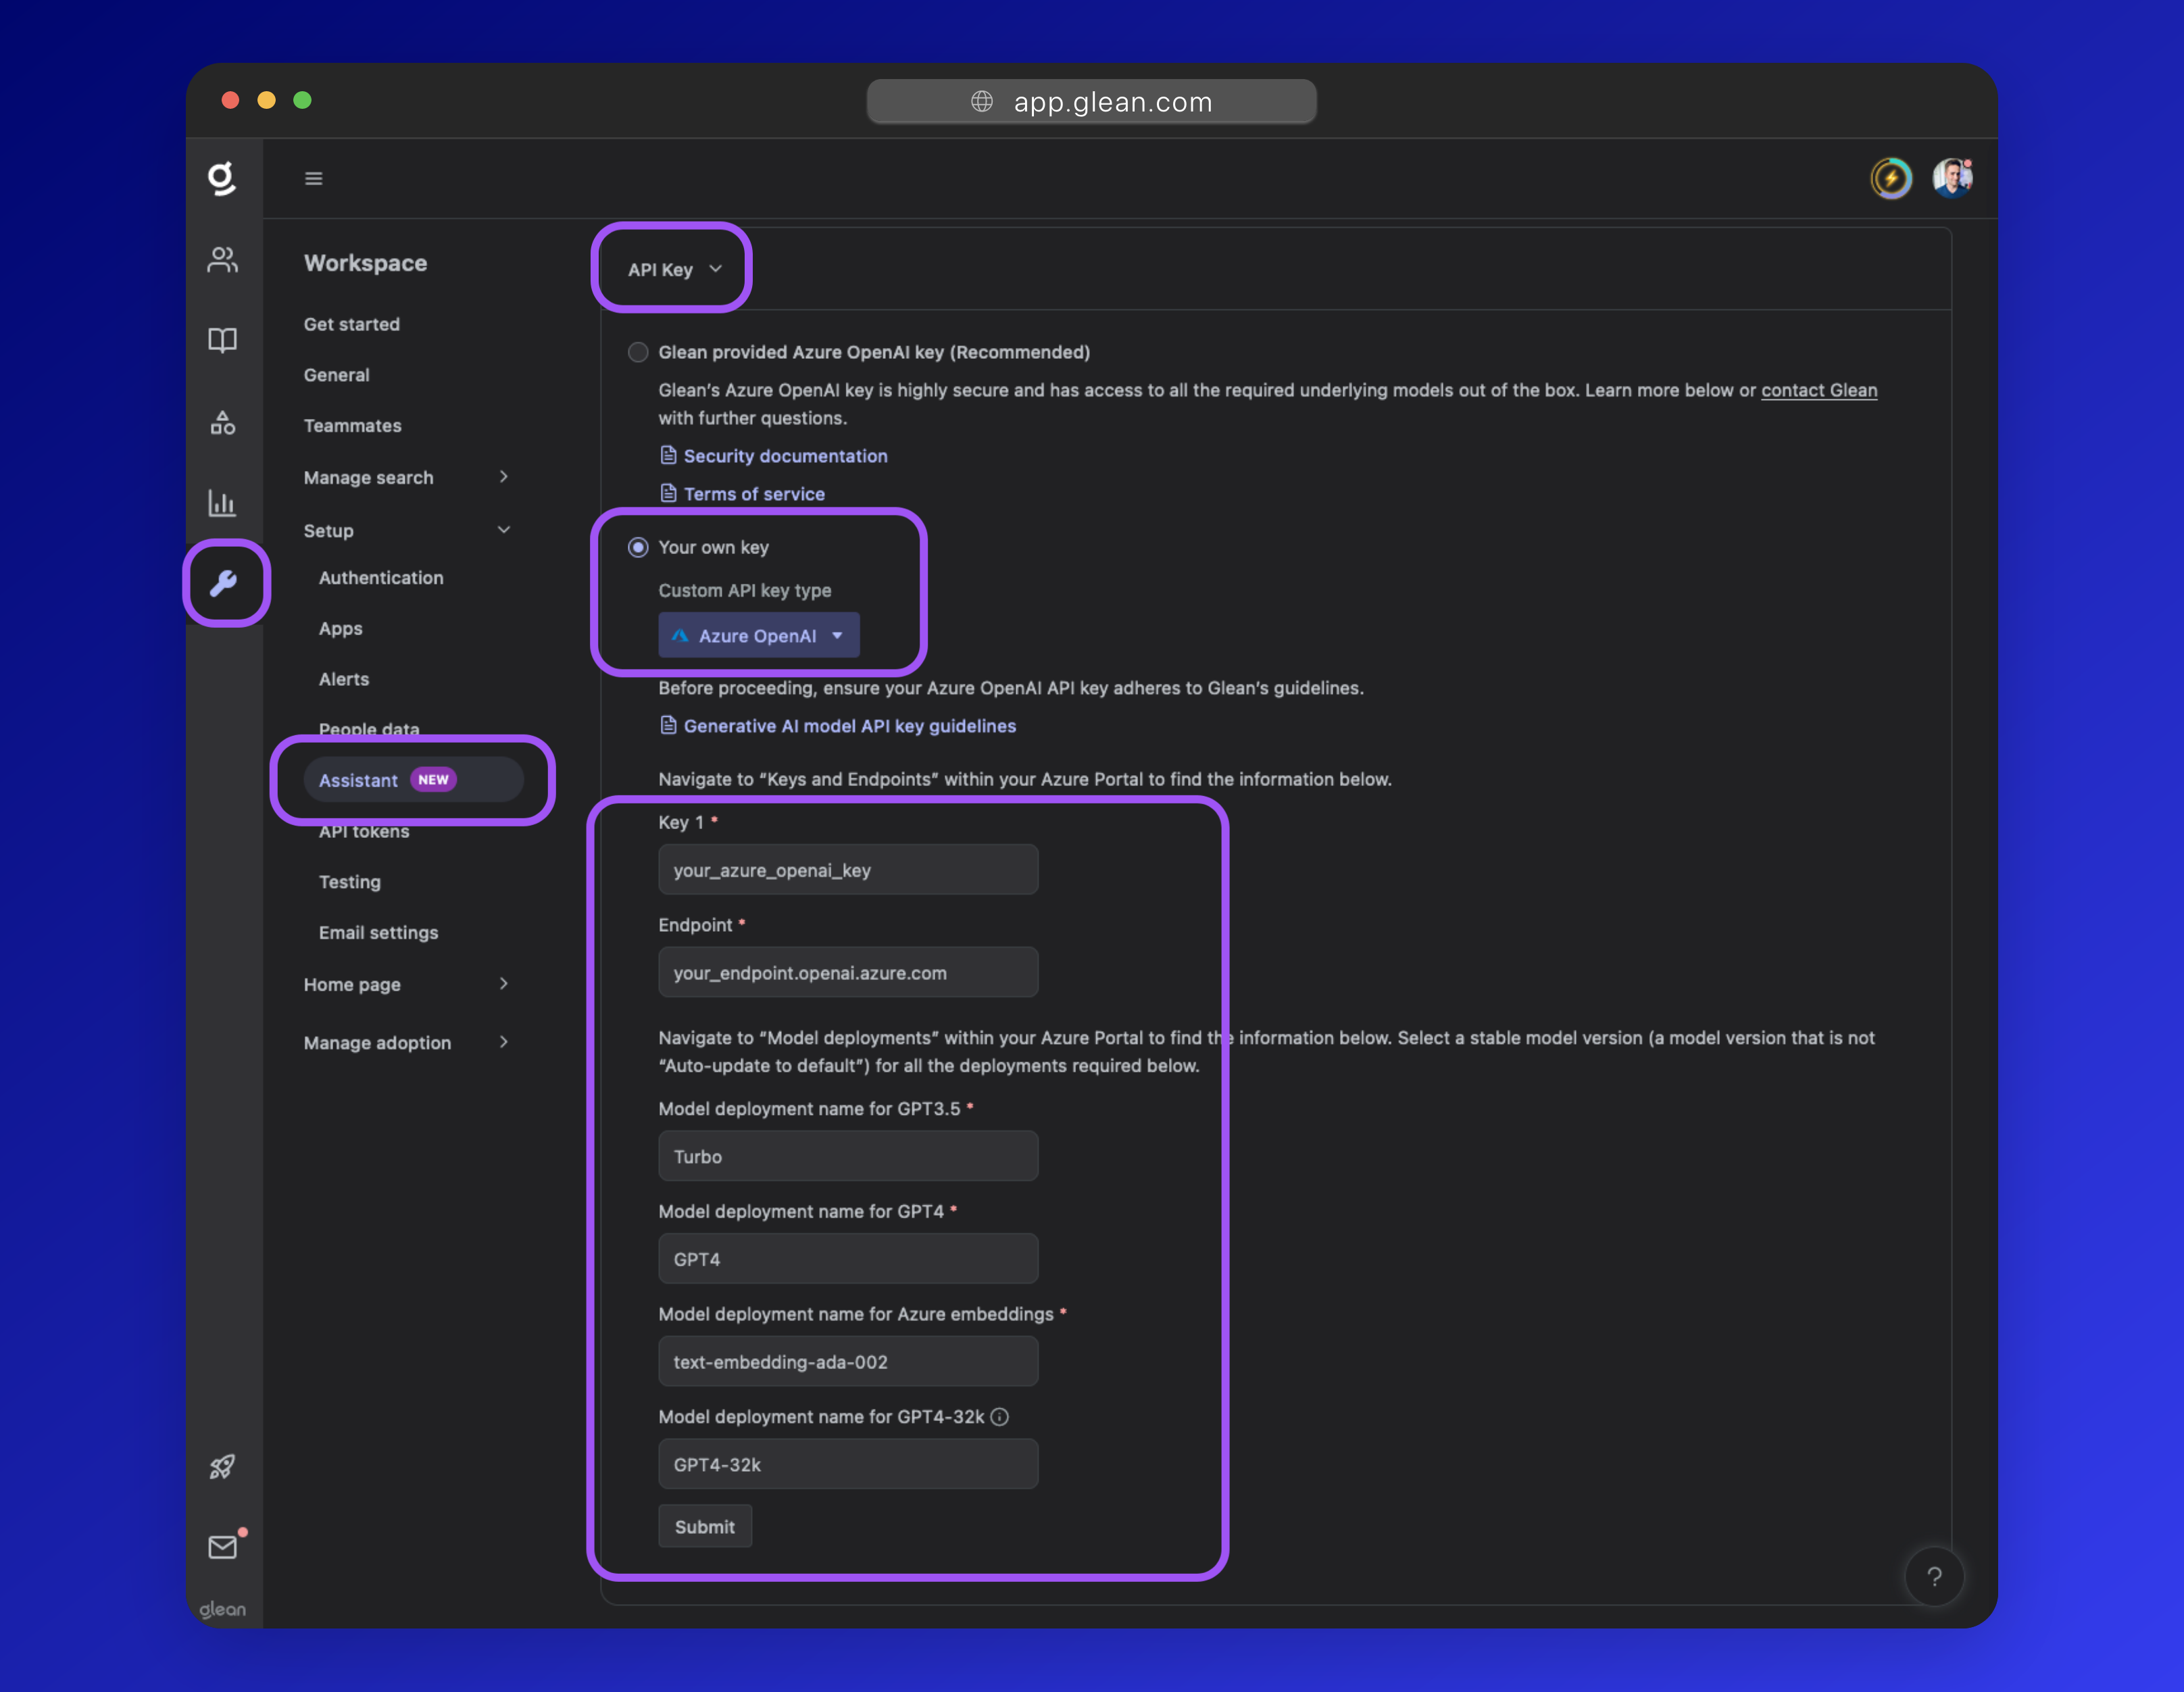 app.glean.com
Workspace
Get started
General
Teammates
Manage search
Setup
Authentication
Apps
Alerts
People data
Assistant NEW
API tokens
Testing
Email settings
Home page
Manage adoption
glean
API Key
Glean provided Azure OpenAI key (Recommended)
Glean’s Azure OpenAI key is highly secure and has access to all the required underlying models out of the box. Learn more below or contact Glean
with further questions.
Security documentation
Terms of service
Your own key
Custom API key type
Azure OpenAI
Before proceeding, ensure your Azure OpenAI API key adheres to Glean’s guidelines.
Generative AI model API key guidelines
Navigate to “Keys and Endpoints” within your Azure Portal to find the information below.
Key 1 *
your_azure_openai_key
Endpoint *
your_endpoint.openai.azure.com
Navigate to “Model deployments” within your Azure Portal to find the information below. Select a stable model version (a model version that is not
“Auto-update to default”) for all the deployments required below.
Model deployment name for GPT3.5 *
Turbo
Model deployment name for GPT4 *
GPT4
Model deployment name for Azure embeddings *
text-embedding-ada-002
Model deployment name for GPT4-32k
GPT4-32k
Submit
?